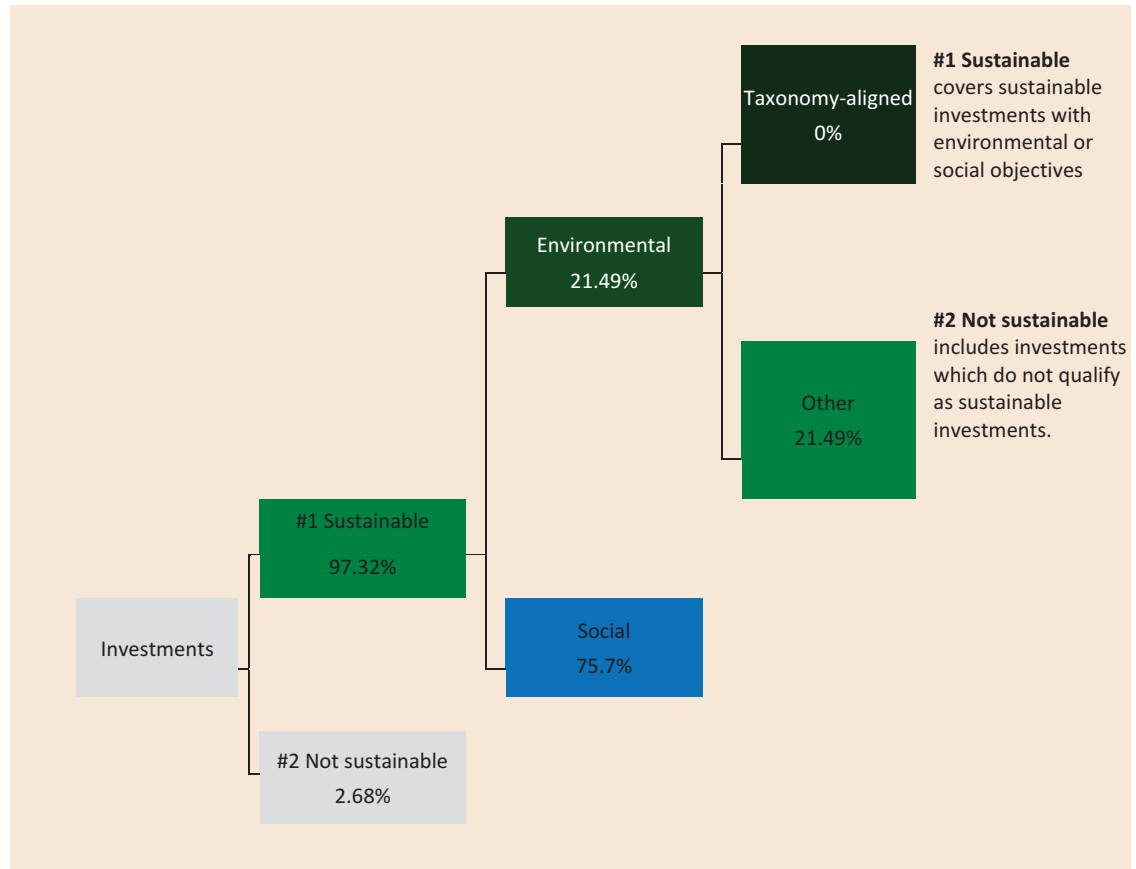 Taxonomy-aligned
0%
#1 Sustainable
covers sustainable
investments with
environmental or
social objectives
Environmental
21.49%
#2 Not sustainable
includes investments
which do not qualify
as sustainable
investments.
Other
21.49%
#1 Sustainable
97.32%
Investments
Social
75.7%
#2 Not sustainable
2.68%